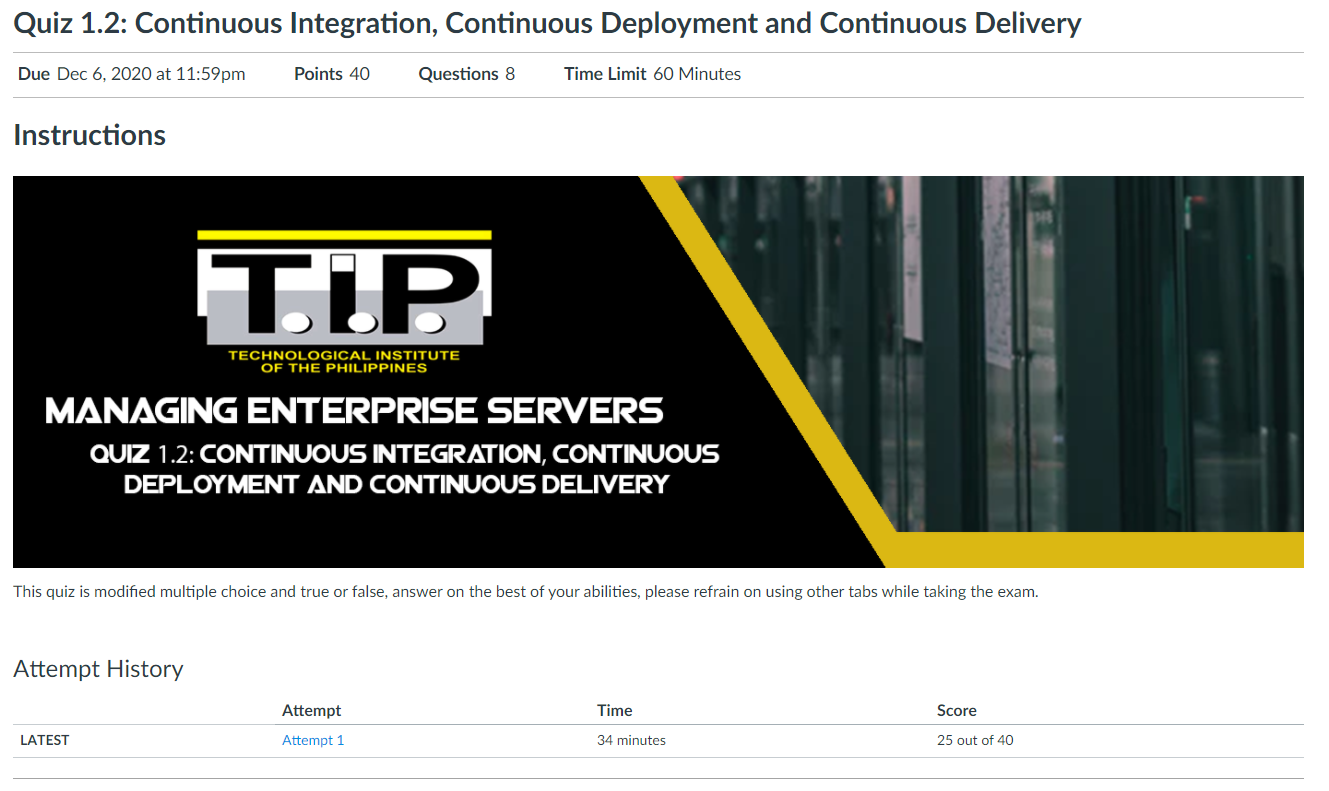 Quiz 1.2: Continuous Integration, Continuous Deployment and Continuous Delivery
Due Dec 6, 2020 at 11:59pm Points 40 Questions 8 Time Limit 60 Minutes
Instructions
T.I.P.
TECHNOLOGICAL INSTITUTE
OF THE PHILIPPINES
MANAGING ENTERPRISE SERVERS
QUIZ 1.2: CONTINUOUS INTEGRATION, CONTINUOUS
DEPLOYMENT AND CONTINUOUS DELIVERY
This quiz is modified multiple choice and true or false, answer on the best of your abilities, please refrain on using other tabs while taking the exam.
Attempt History
Attempt Time Score
LATEST Attempt 1 34 minutes 25 out of 40